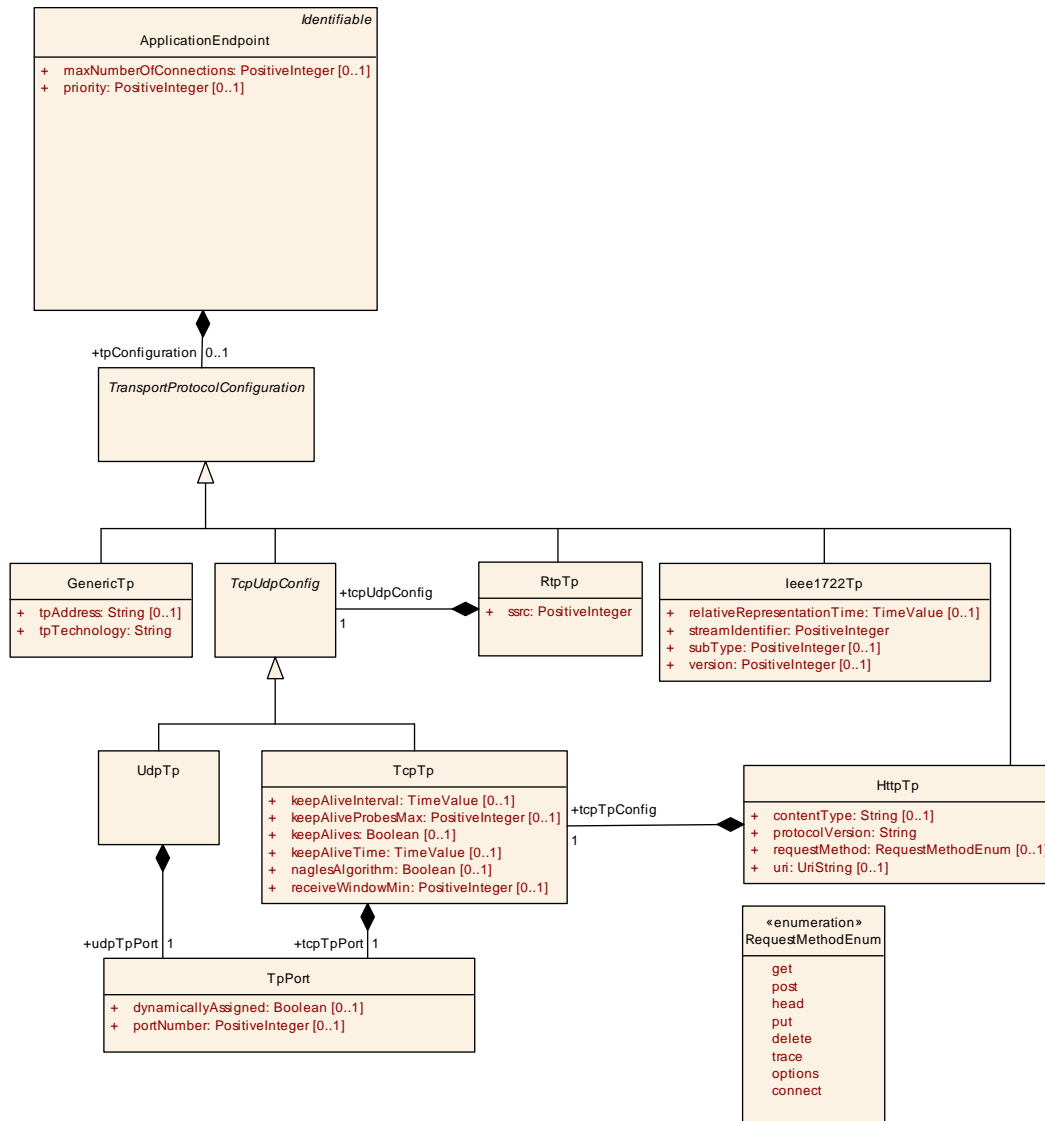 Identifiable
ApplicationEndpoint
+ maxNumberOfConnections: PositiveInteger [0..1]
+ priority: PositiveInteger [0..1]
+tpConfiguration 0..1
TransportProtocolConfiguration
GenericTp
+ tpAddress: String [0..1]
+ tpTechnology: String
TcpUdpConfig
+tcpUdpConfig
1
RtpTp
+ ssrc: PositiveInteger
Ieee1722Tp
+ relativeRepresentationTime: TimeValue [0..1]
+ streamIdentifier: PositiveInteger
+ subType: PositiveInteger [0..1]
+ version: PositiveInteger [0..1]
UdpTp
TcpTp
+ keepAliveInterval: TimeValue [0..1]
+ keepAliveProbesMax: PositiveInteger [0..1]
+ keepAlives: Boolean [0..1]
+ keepAliveTime: TimeValue [0..1]
+ naglesAlgorithm: Boolean [0..1]
+ receiveWindowMin: PositiveInteger [0..1]
+tcpTpConfig
1
HttpTp
+ contentType: String [0..1]
+ protocolVersion: String
+ requestMethod: RequestMethodEnum [0..1]
+ uri: UriString [0..1]
+udpTpPort 1
+tcpTpPort 1
TpPort
+ dynamicallyAssigned: Boolean [0..1]
+ portNumber: PositiveInteger [0..1]
«enumeration»
RequestMethodEnum
get
post
head
put
delete
trace
options
connect